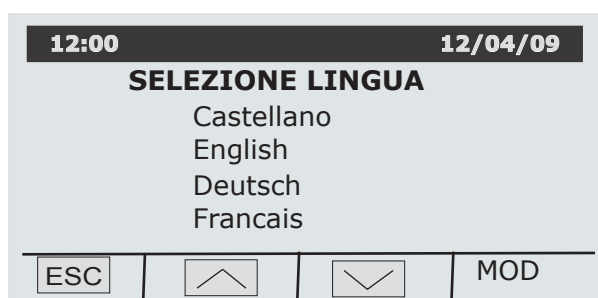 12:00 12/04/09
SELEZIONE LINGUA
Castellano
English
Deutsch
Francais
ESC MOD